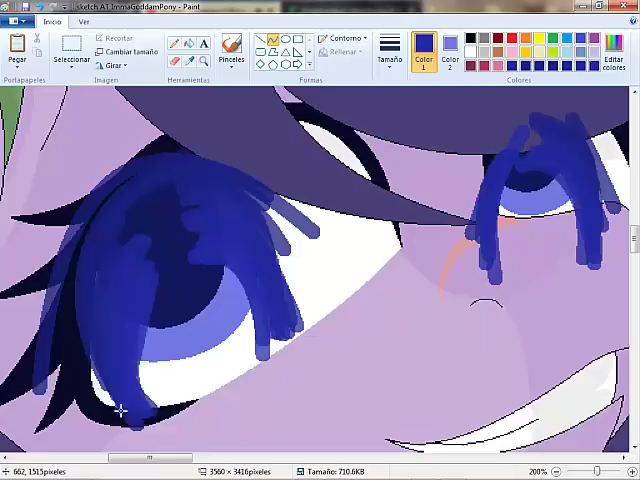 sketch AT ImmaGoddamPony - Paint
Inicio
Ver
Pegar
Portapapeles
Seleccionar
Recortar
Cambiar tamaño
Girar
Imagen
A
Herramientas
Pinceles
Contorno
Rellenar
Formas
Tamaño
Color
1
Color
2
Editar
colores
Colores
662, 1515píxeles
3560 × 3416píxeles
Tamaño: 710.6KB
200%